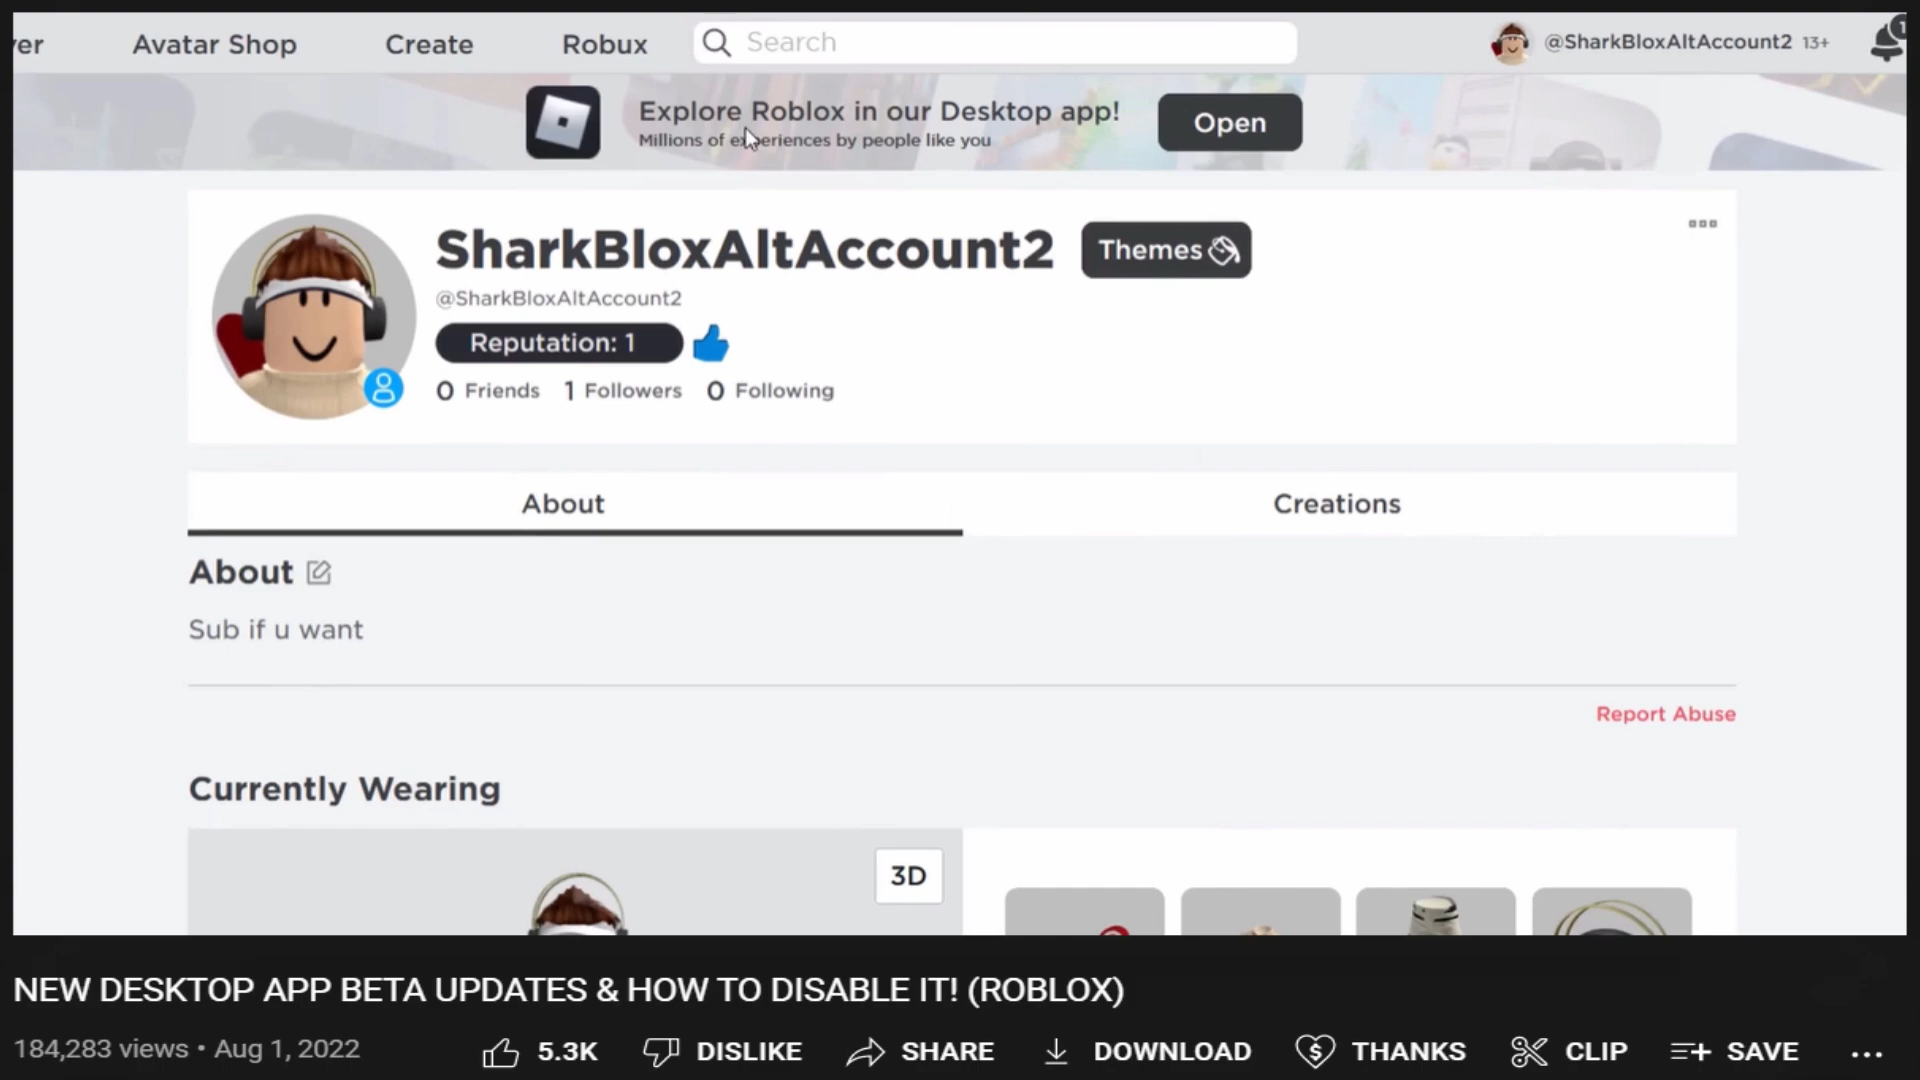 ver Avatar Shop Create Robux Search @SharkBloxAltAccount2 13+ 1
Explore Roblox in our Desktop app!
Millions of experiences by people like you
Open
SharkBloxAltAccount2 Themes
@SharkBloxAltAccount2
Reputation: 1
0 Friends 1 Followers 0 Following
About Creations
About
Sub if u want
Report Abuse
Currently Wearing
3D
NEW DESKTOP APP BETA UPDATES & HOW TO DISABLE IT! (ROBLOX)
184,283 views • Aug 1, 2022 5.3K DISLIKE SHARE DOWNLOAD THANKS CLIP SAVE